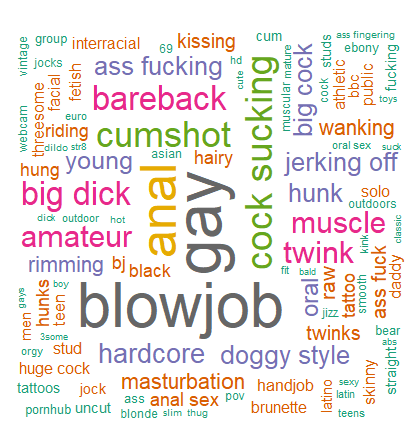 vintage
group
interracial
69
kissing
cum
ass fingering
jocks
fetish
ass fucking
hd
cute
muscular
mature
big cock
studs
ebony
fucking
threesome
facial
bareback
cock
athletic
bbc
public
toys
webcam
euro
riding
dildo
str8
cumshot
cock sucking
wanking
oral sex
suck
young
asian
hairy
jerking off
hung
anal
gay
big dick
hunk
solo
outdoors
dick
outdoor
hot
muscle
classic
amateur
twink
kink
daddy
rimming
bj
black
fit
bald
raw
tattoo
smooth
ass fuck
men
gays
hunks
teen
boy
blowjob
oral
jizz
3some
twinks
bear
abs
orgy
stud
hardcore
doggy style
straight
huge cock
skinny
tattoos
jock
masturbation
handjob
latino
sexy
latin
ass
anal sex
pov
pornhub
uncut
blonde
slim
thug
brunette
teens